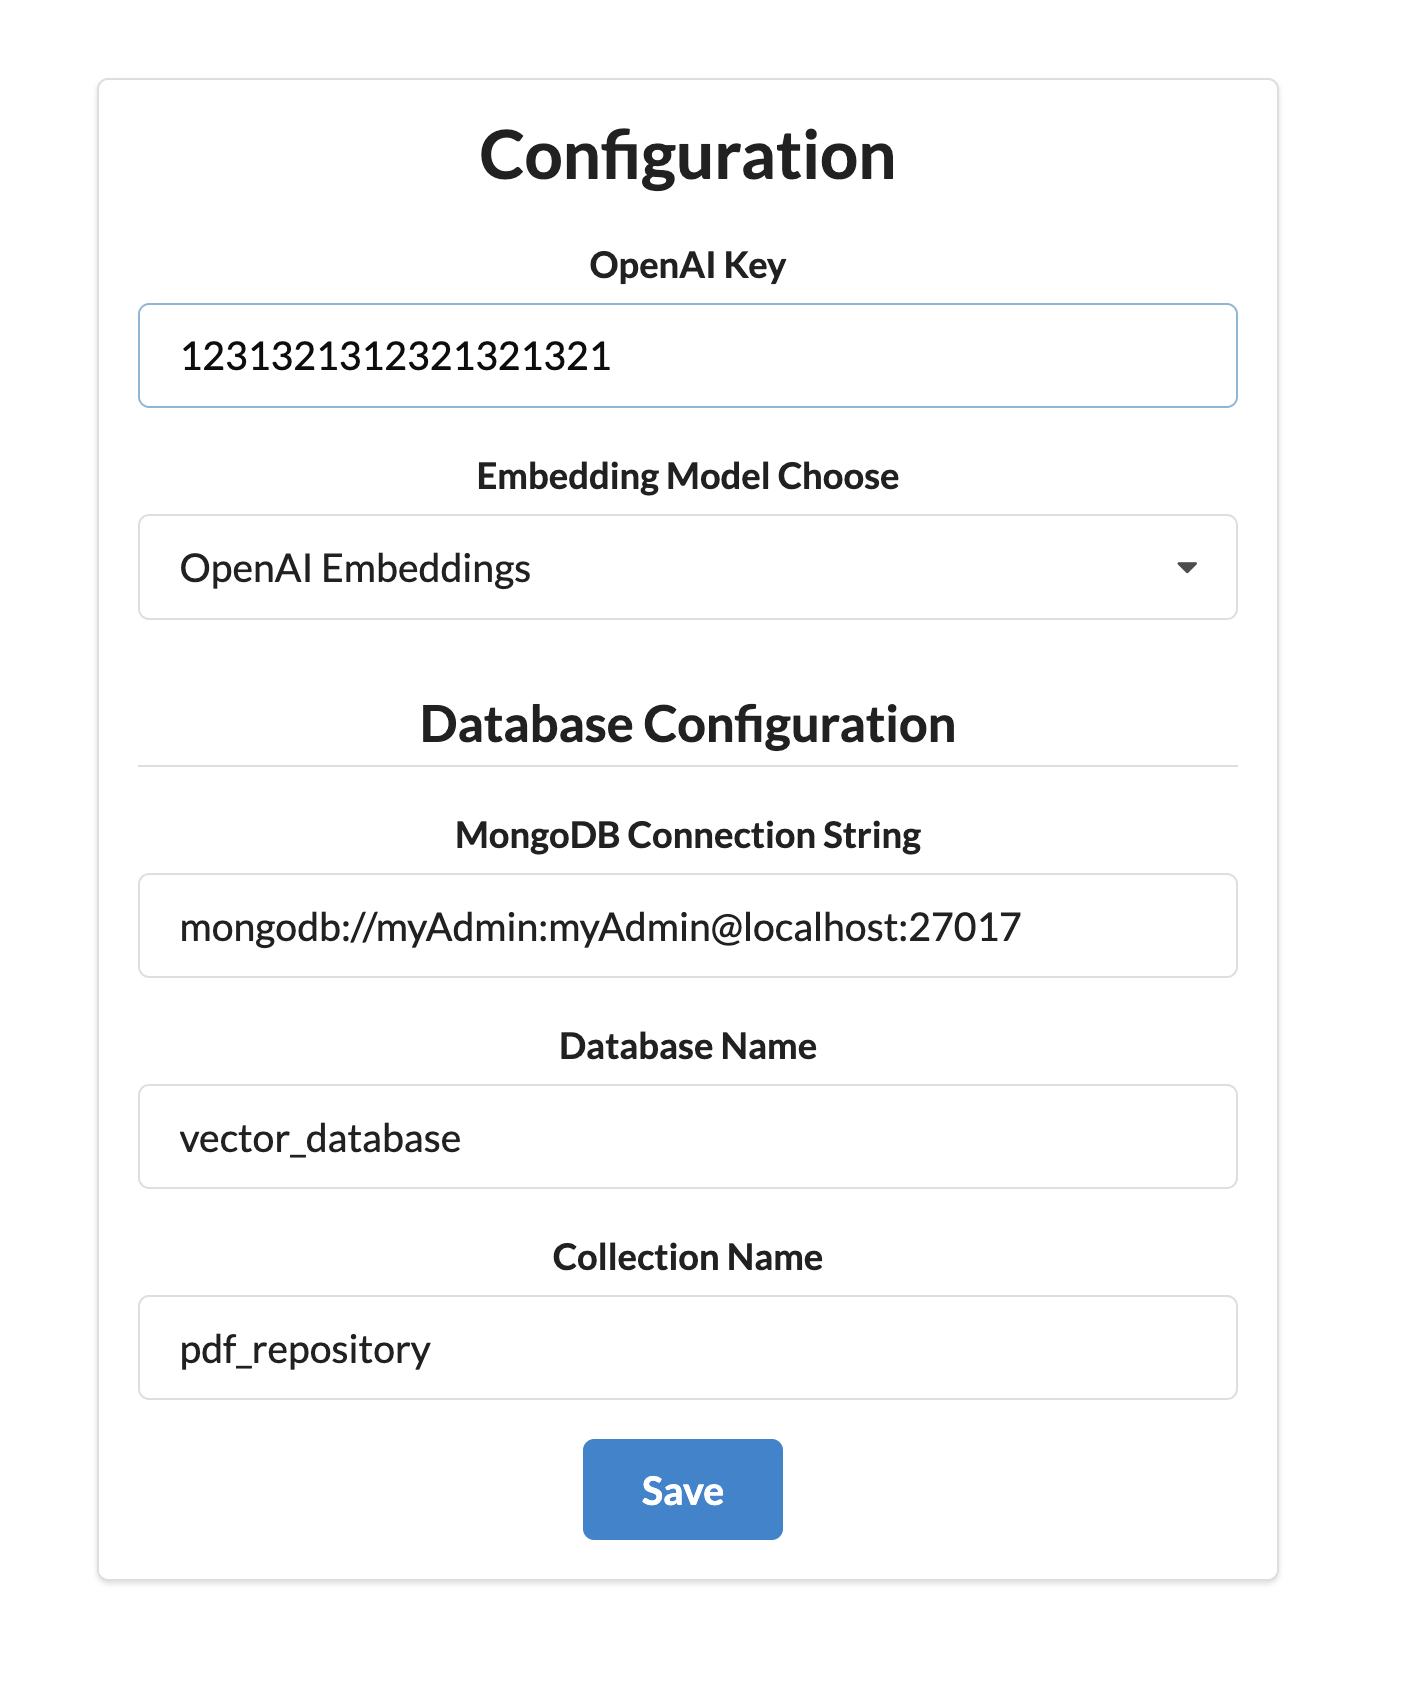 Configuration
OpenAI Key
1231321312321321321
Embedding Model Choose
OpenAI Embeddings
Database Configuration
MongoDB Connection String
mongodb://myAdmin:myAdmin@localhost:27017
Database Name
vector_database
Collection Name
pdf_repository
Save